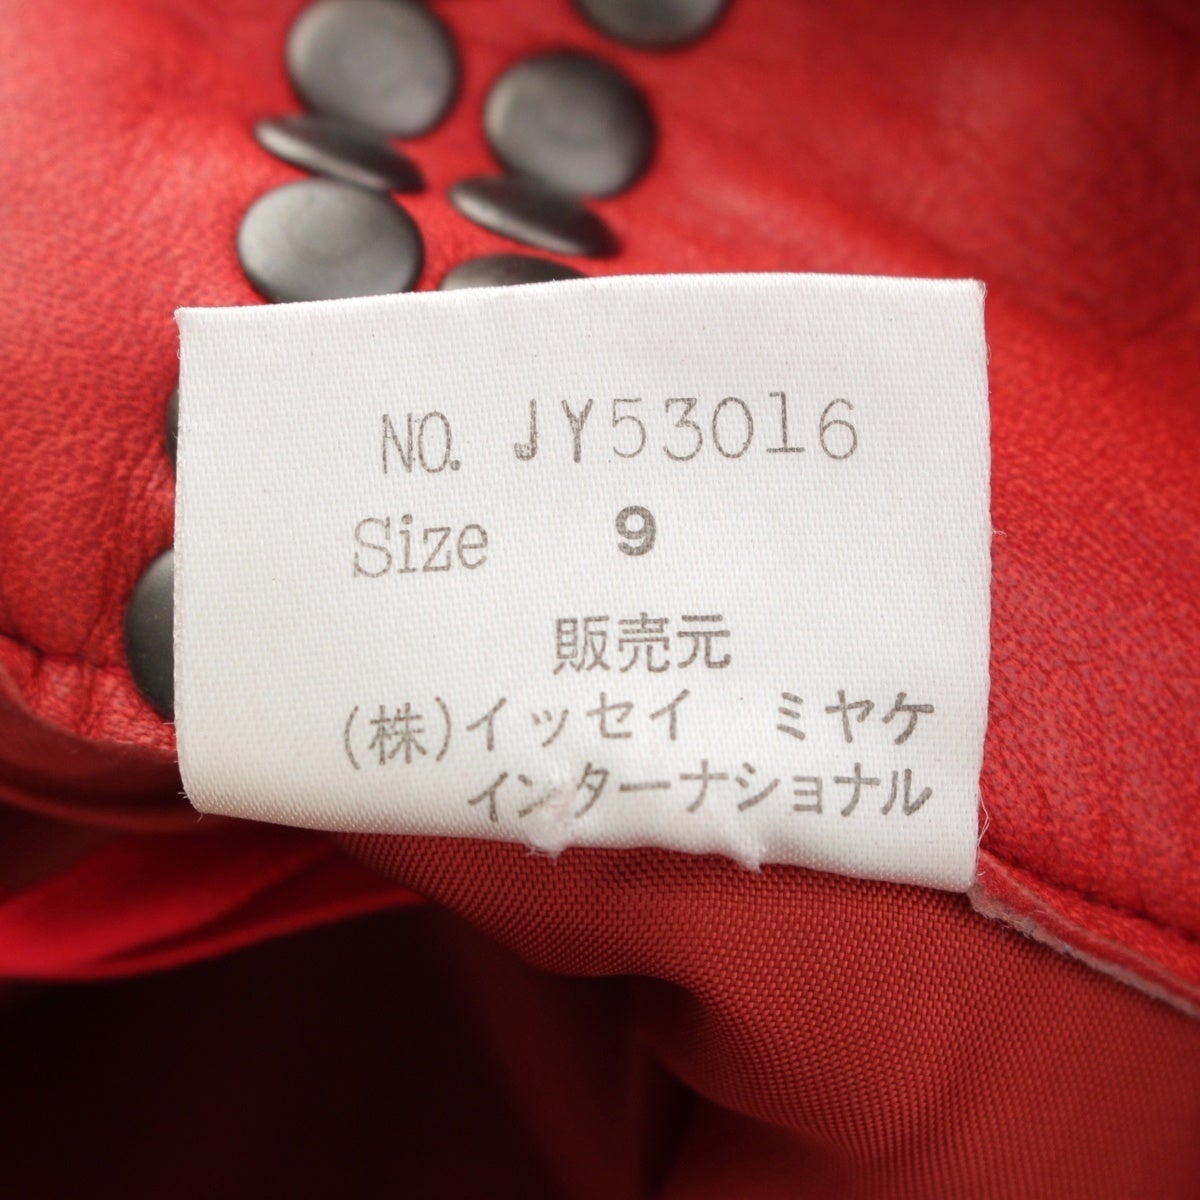 NO. JY53016
Size 9
販売元
(株)イッセイ ミヤケ
インターナショナル